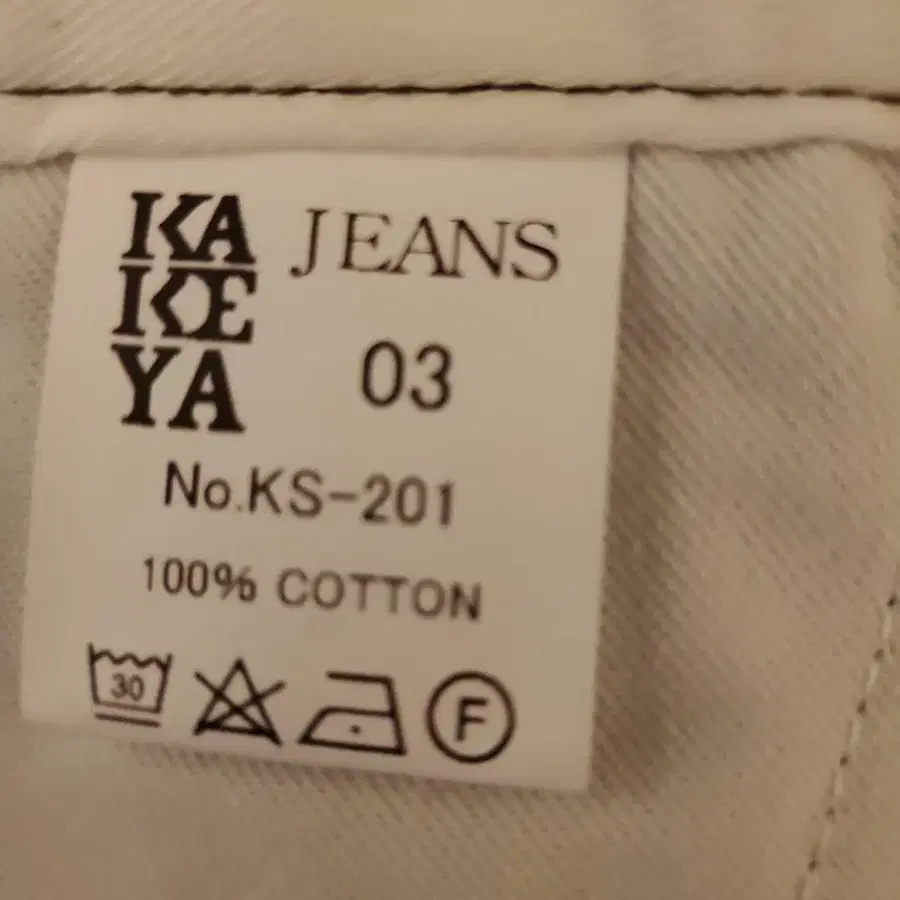 KA
KE
YA
JEANS
03
No.KS-201
100% COTTON
30
F